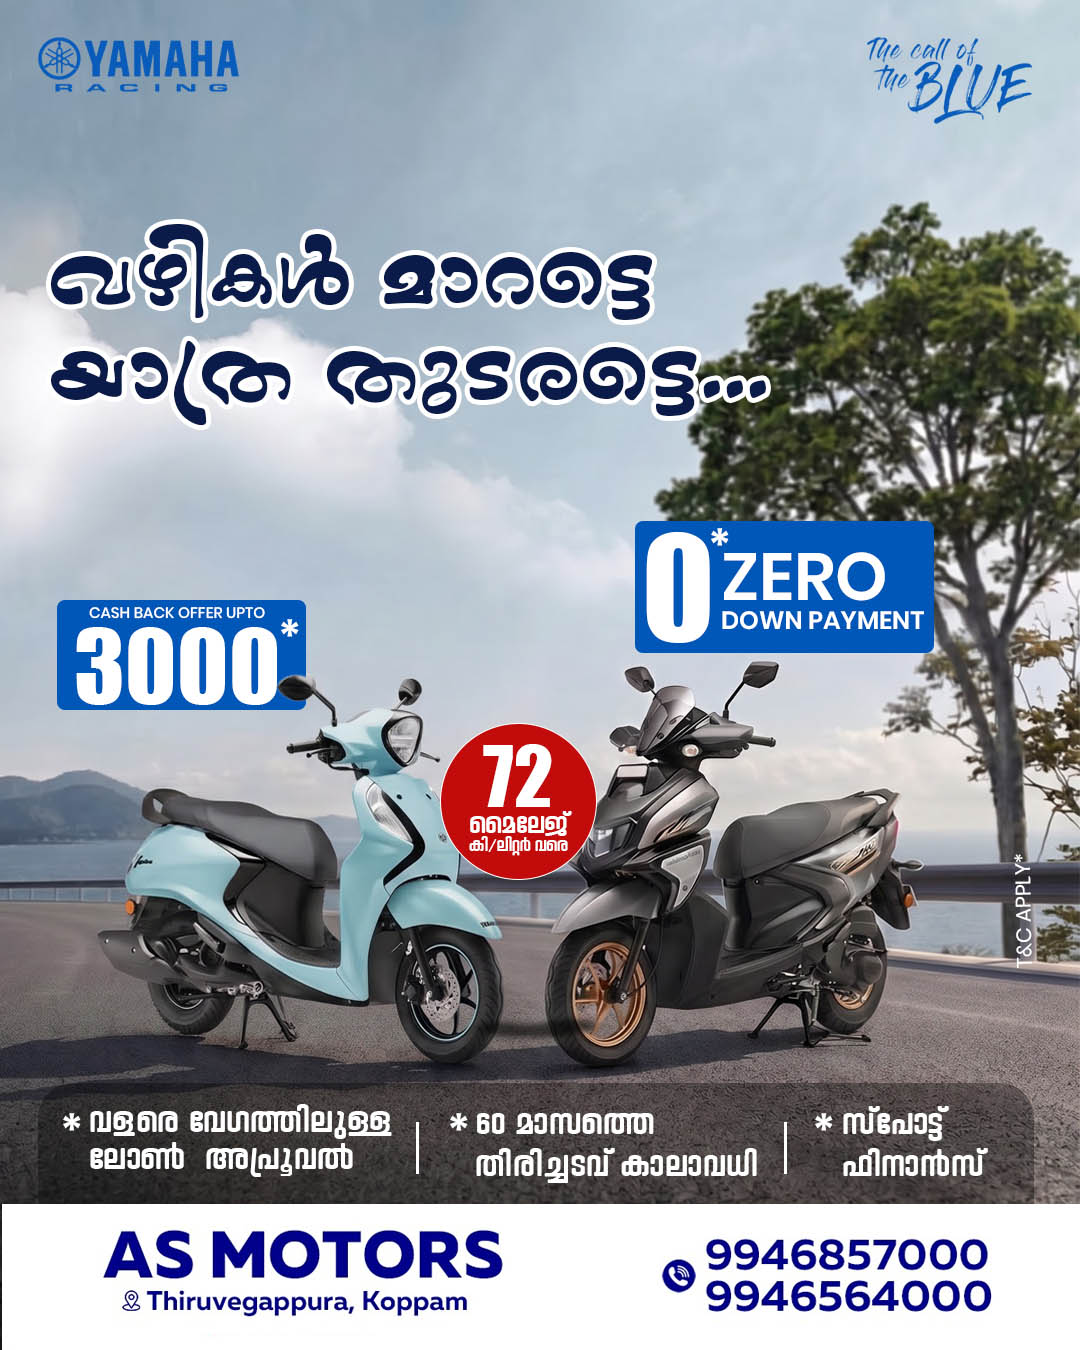 YAMAHA
RACING
The call of
the BLUE
വഴികൾ മാറട്ടെ
യാത്ര തുടരട്ടെ...
0* ZERO
DOWN PAYMENT
CASH BACK OFFER UPTO
3000*
72
മൈലേജ്
കി/ലിറ്റർ വരെ
T&C APPLY*
* വളരെ വേഗത്തിലുള്ള
ലോൺ അപ്രൂവൽ
* 60 മാസത്തെ
തിരിച്ചടവ് കാലാവധി
* സ്പോട്ട്
ഫിനാൻസ്
AS MOTORS
Thiruvegappura, Koppam
9946857000
9946564000